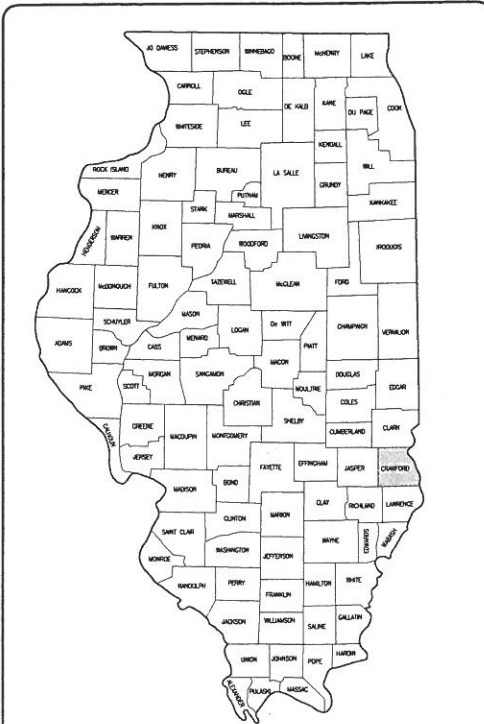 JO DAVIESS STEPHENSON WINNEBAGO BOONE McHENRY LAKE
CARROLL OGLE DE KALB KANE COOK
DU PAGE
WHITESIDE LEE
KENDALL
ROCK ISLAND HENRY BUREAU LA SALLE GRUNDY WILL
MERCER PUTNAM KANKAKEE
STARK MARSHALL
HENDERSON WARREN KNOX PEORIA WOODFORD LIVINGSTON IROQUOIS
HANCOCK McDONOUGH FULTON TAZEWELL McCLEAN FORD
MASON
SCHUYLER LOGAN De WITT CHAMPAIGN VERMILION
ADAMS BROWN CASS MENARD PIATT
MACON
PIKE SCOTT MORGAN SANGAMON MOULTRIE DOUGLAS EDGAR
CHRISTIAN COLES
CALHOUN GREENE SHELBY CUMBERLAND CLARK
MACOUPIN MONTGOMERY
JERSEY FAYETTE EFFINGHAM JASPER CRAWFORD
MADISON BOND
CLAY RICHLAND LAWRENCE
CLINTON MARION
SAINT CLAIR WAYNE EDWARDS WABASH
WASHINGTON JEFFERSON
MONROE
RANDOLPH PERRY HAMILTON WHITE
FRANKLIN
JACKSON WILLIAMSON SALINE GALLATIN
UNION JOHNSON POPE HARDIN
ALEXANDER PULASKI MASSAC